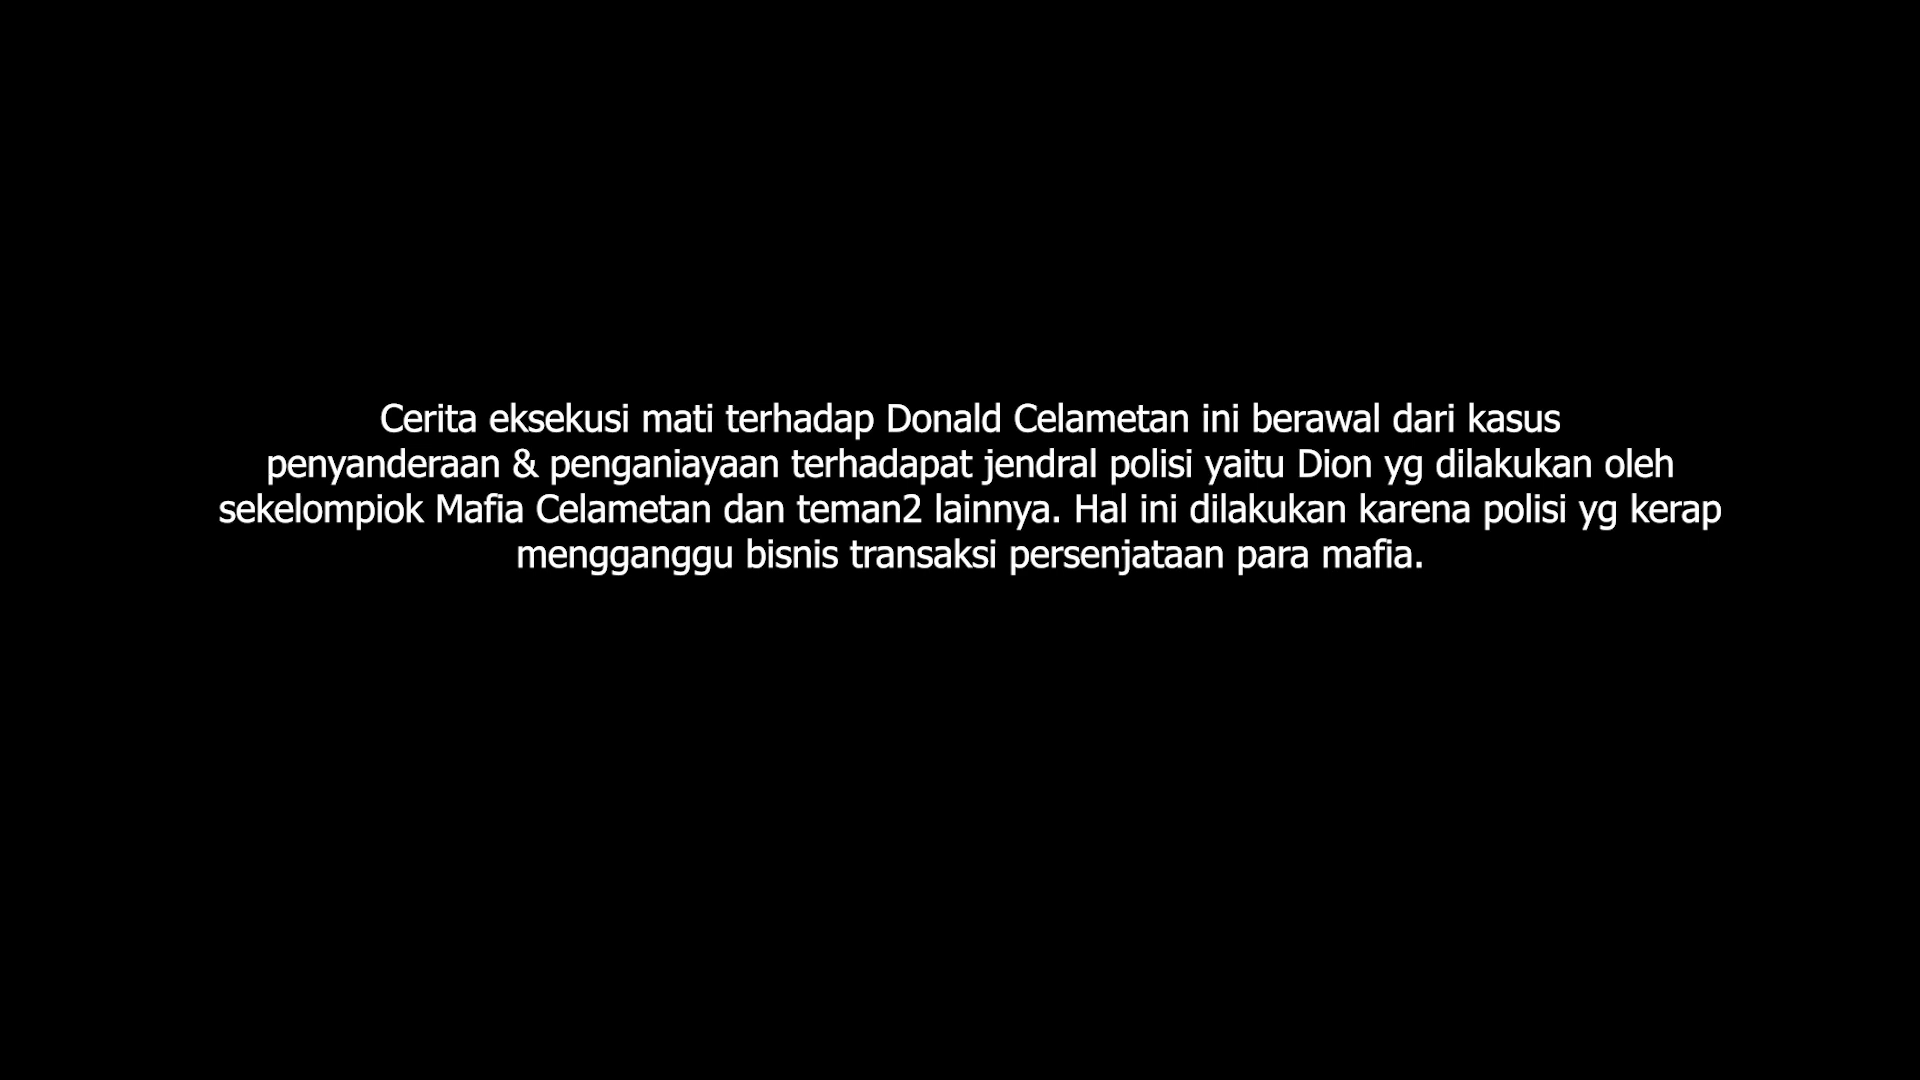 Cerita eksekusi mati terhadap Donald Celametan ini berawal dari kasus
penyanderaan & penganiayaan terhadapat jendral polisi yaitu Dion yg dilakukan oleh
sekelompiok Mafia Celametan dan teman2 lainnya. Hal ini dilakukan karena polisi yg kerap
mengganggu bisnis transaksi persenjataan para mafia.